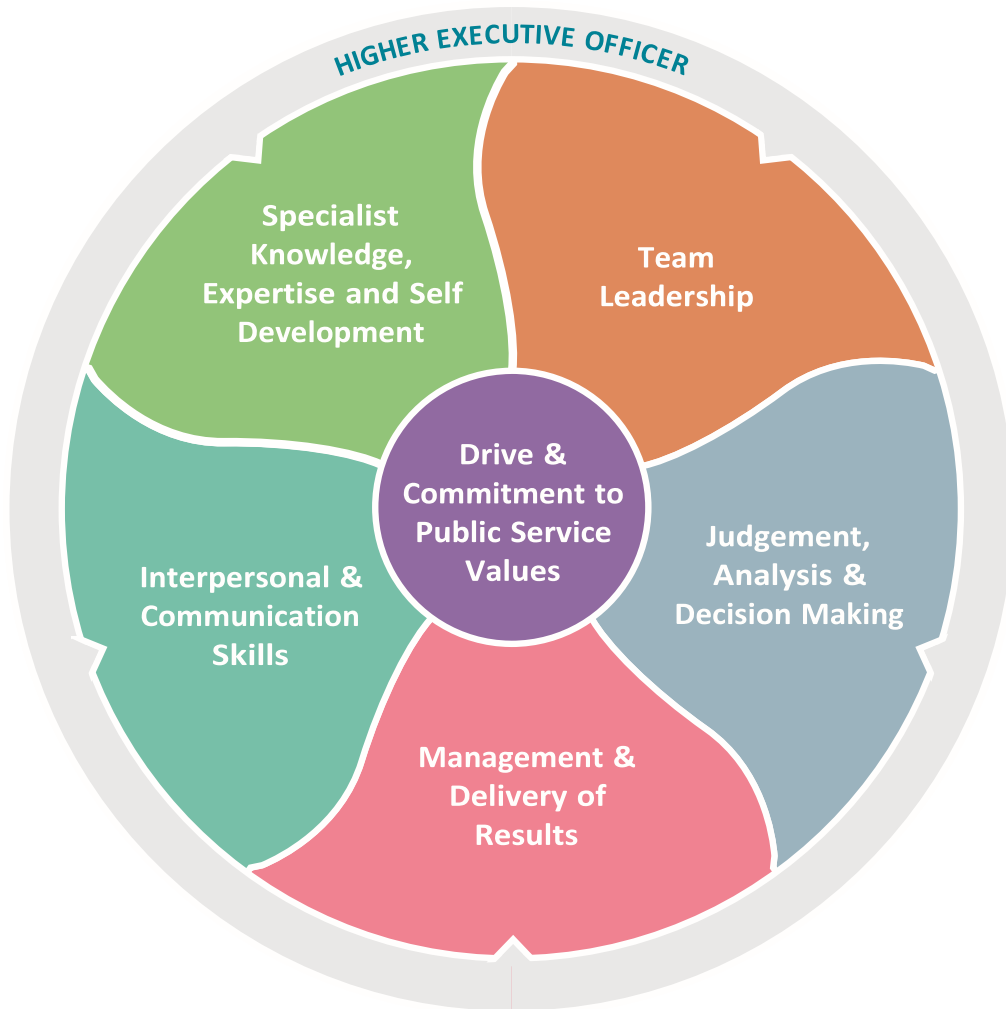 HIGHER EXECUTIVE OFFICER
Specialist
Knowledge,
Expertise and Self
Development
Team
Leadership
Drive &
Commitment to
Public Service
Values
Judgement,
Analysis &
Decision Making
Interpersonal &
Communication
Skills
Management &
Delivery of
Results